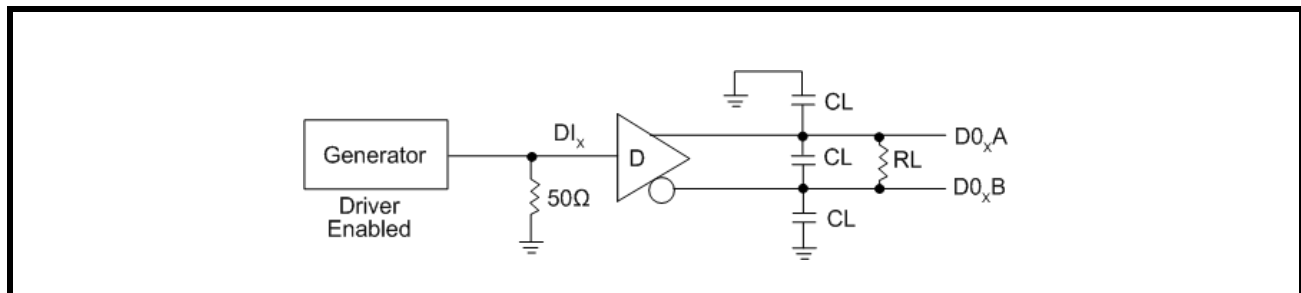 CL
DIₓ
D0ₓA
Generator
D
CL
RL
50Ω
D0ₓB
Driver
Enabled
CL